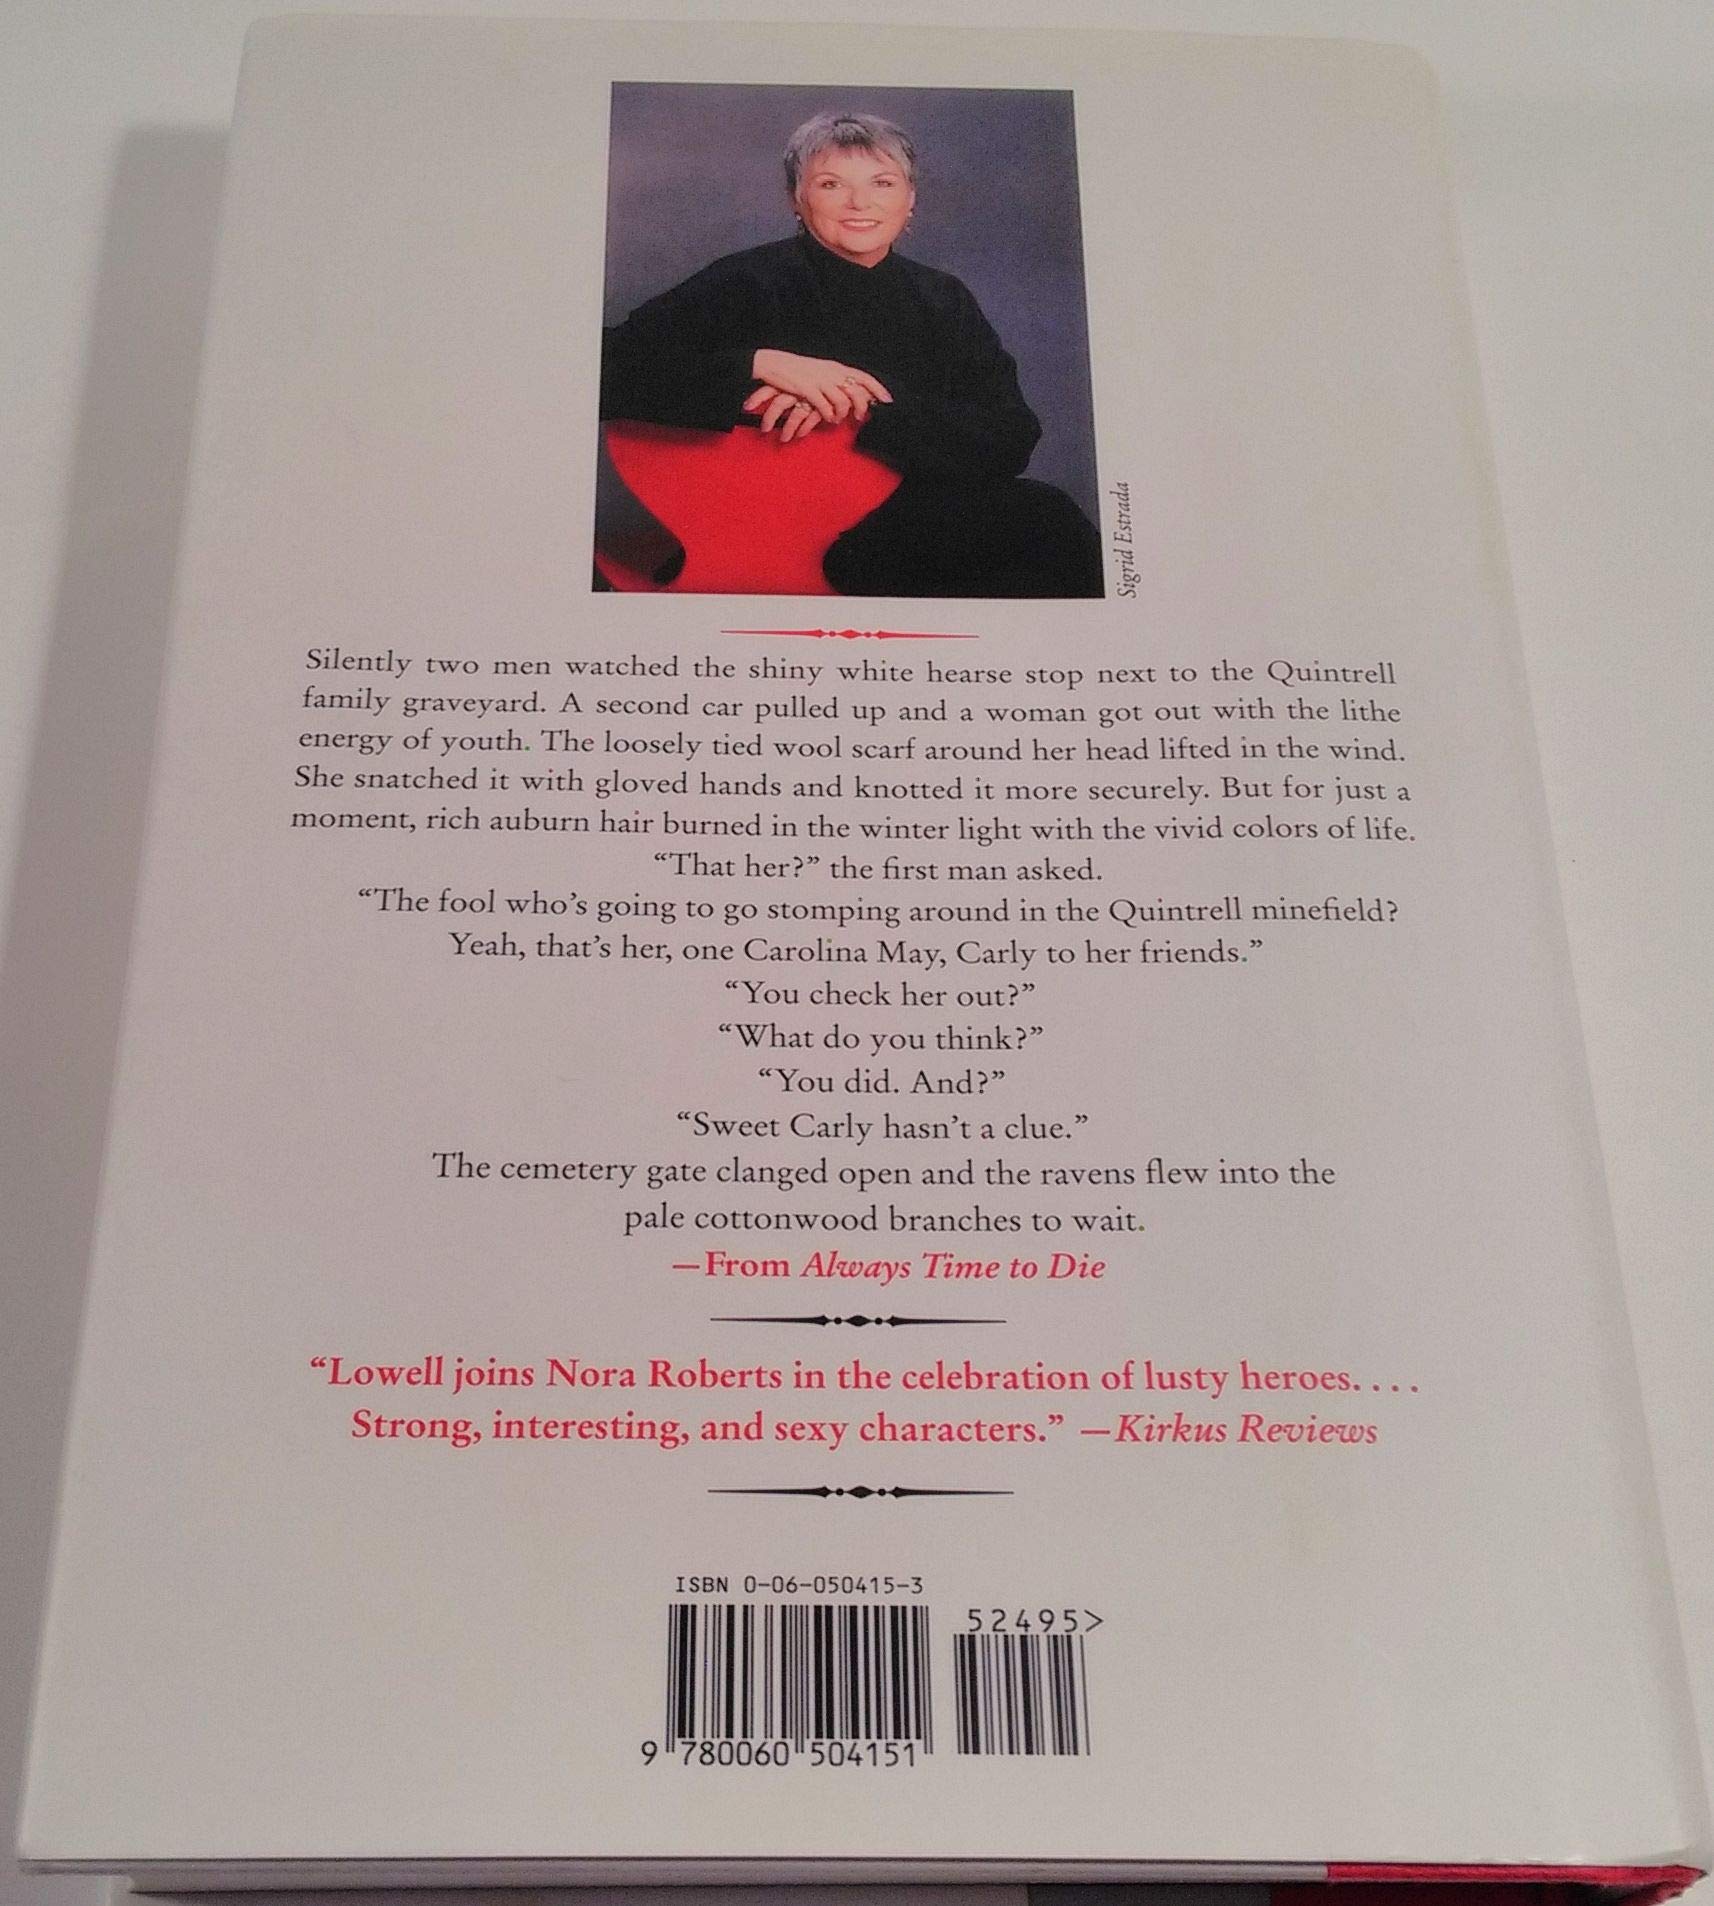 Sigrid Estrada
Silently two men watched the shiny white hearse stop next to the Quintrell
family graveyard. A second car pulled up and a woman got out with the lithe
energy of youth. The loosely tied wool scarf around her head lifted in the wind.
She snatched it with gloved hands and knotted it more securely. But for just a
moment, rich auburn hair burned in the winter light with the vivid colors of life.
“That her?” the first man asked.
“The fool who’s going to go stomping around in the Quintrell minefield?
Yeah, that’s her, one Carolina May, Carly to her friends.”
“You check her out?”
“What do you think?”
“You did. And?”
“Sweet Carly hasn’t a clue.”
The cemetery gate clanged open and the ravens flew into the
pale cottonwood branches to wait.
—From Always Time to Die
“Lowell joins Nora Roberts in the celebration of lusty heroes. . . .
Strong, interesting, and sexy characters.” —Kirkus Reviews
ISBN 0-06-050415-3
52495>
9 780060 504151